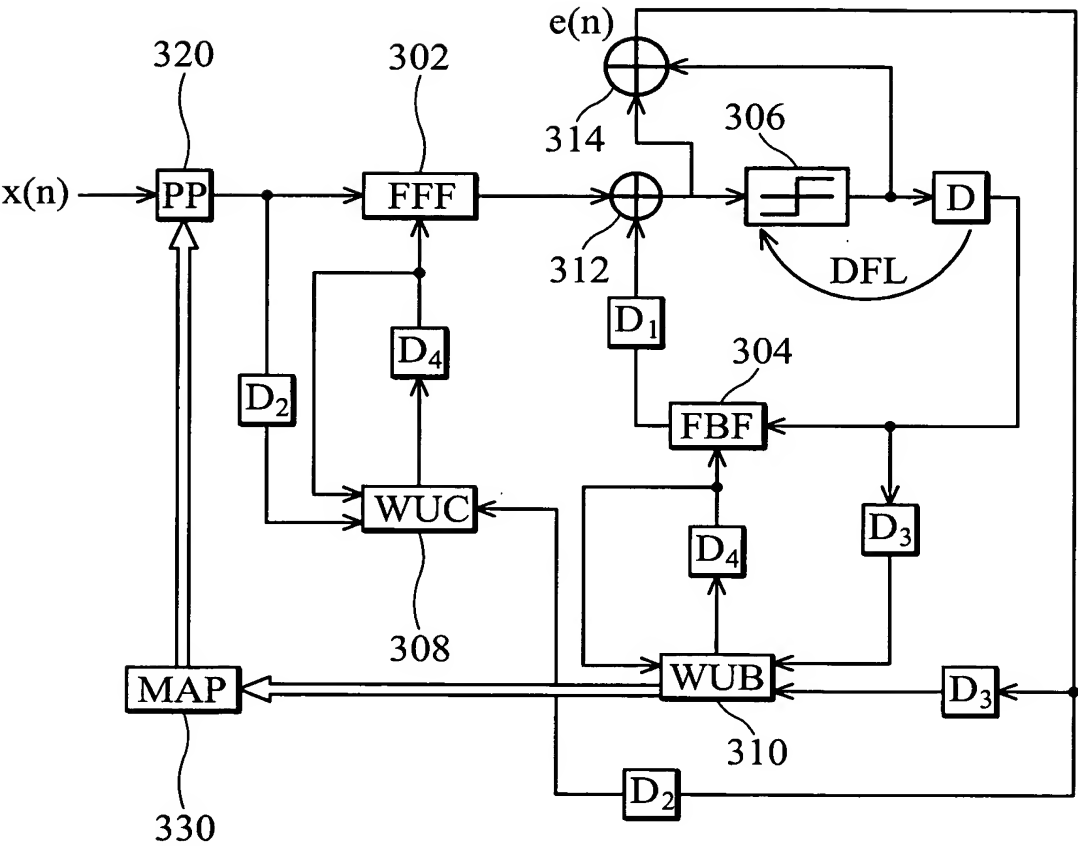 e(n)
320
302
314
306
x(n)
PP
FFF
D
312
DFL
D₁
D₄
304
D₂
FBF
WUC
D₃
D₄
308
MAP
WUB
D₃
310
D₂
330